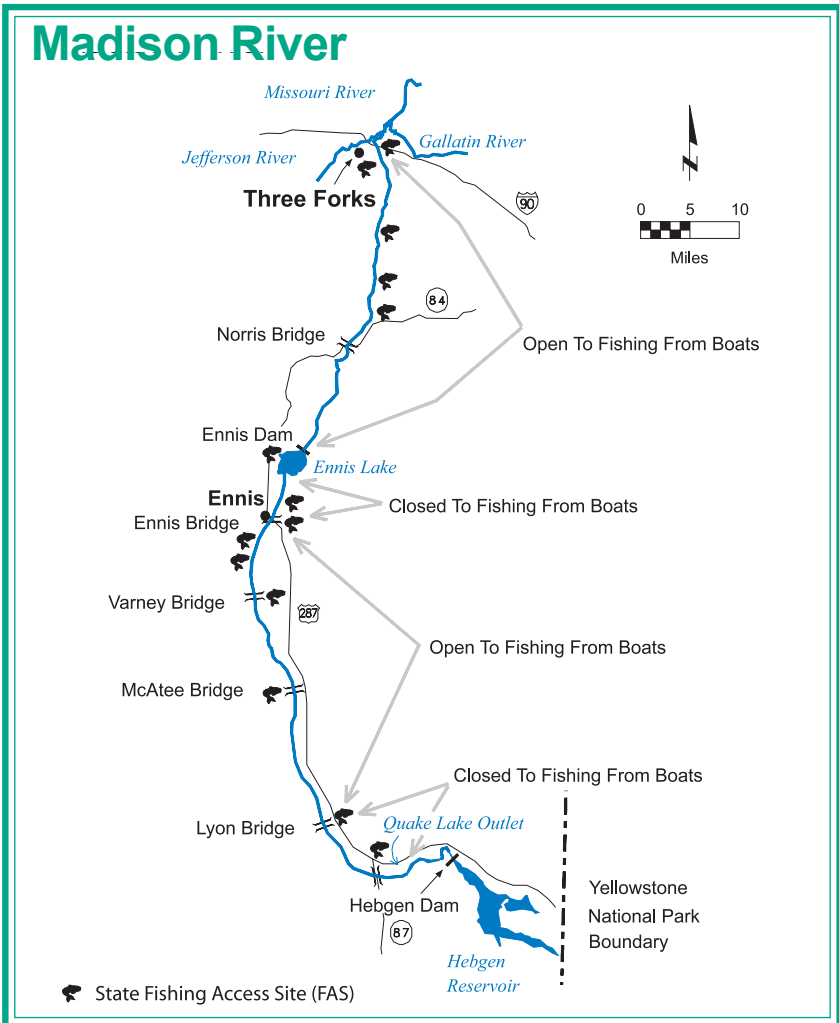 Madison River
Missouri River
Gallatin River
Jefferson River
Three Forks
90
0 5 10
Miles
84
Norris Bridge
Open To Fishing From Boats
Ennis Dam
Ennis Lake
Ennis
Closed To Fishing From Boats
Ennis Bridge
Varney Bridge
287
Open To Fishing From Boats
McAtee Bridge
Closed To Fishing From Boats
Lyon Bridge
Quake Lake Outlet
Hebgen Dam
87
Yellowstone
National Park
Boundary
Hebgen
Reservoir
State Fishing Access Site (FAS)